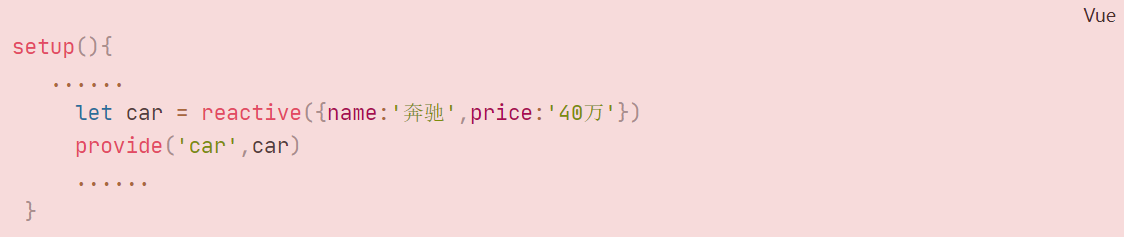 Vue
setup(){
   ......
     let car = reactive({name:'奔驰',price:'40万'})
     provide('car',car)
     ......
 }